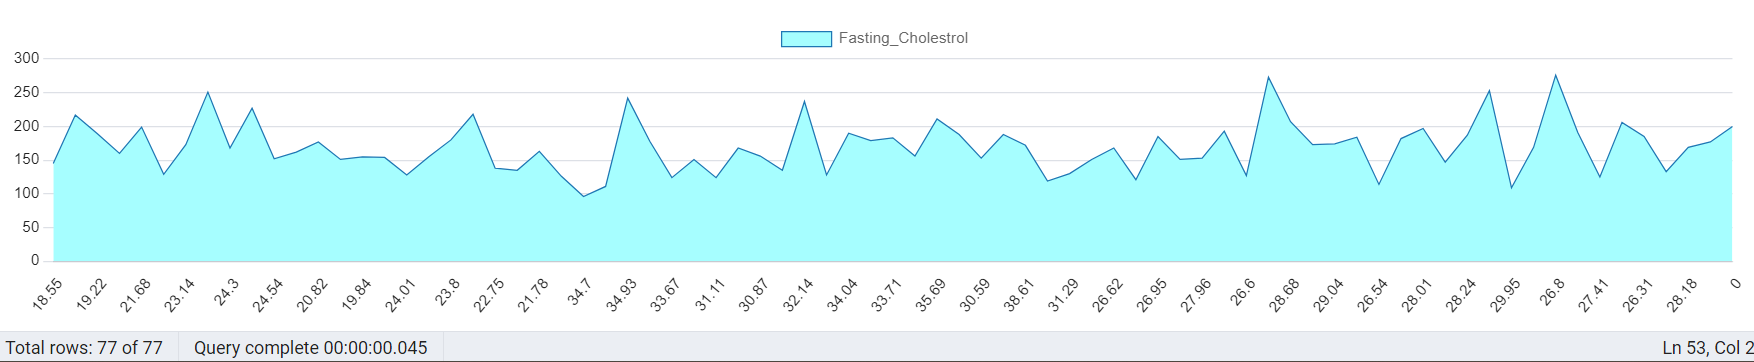 Fasting_Cholestrol
300
250
200
150
100
50
0
18.55 19.22 21.68 23.14 24.3 24.54 20.82 19.84 24.01 23.8 22.75 21.78 34.7 34.93 33.67 31.11 30.87 32.14 34.04 33.71 35.69 30.59 38.61 31.29 26.62 26.95 27.96 26.6 28.68 29.04 26.54 28.01 28.24 29.95 26.8 27.41 26.31 28.18 0
Total rows: 77 of 77 Query complete 00:00:00.045 Ln 53, Col 2